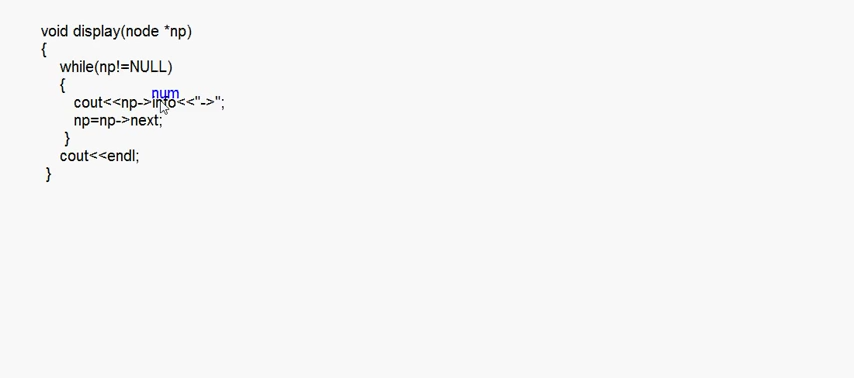 void display(node *np)
{
while(np!=NULL)
{
num
cout<<np->info<<"->";
np=np->next;
}
cout<<endl;
}